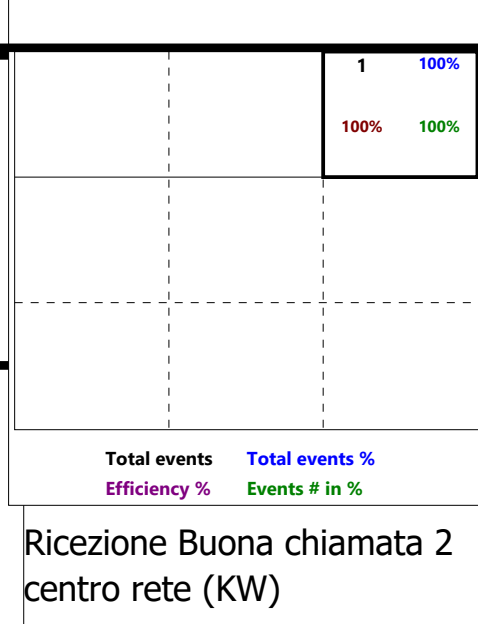 1 100%
100% 100%
Total events Total events %
Efficiency % Events # in %
Ricezione Buona chiamata 2
centro rete (KW)